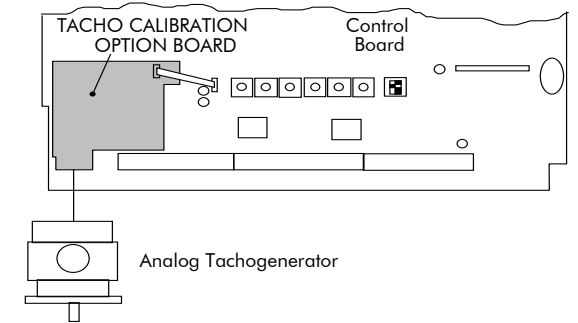 TACHO CALIBRATION
OPTION BOARD
Control
Board
Analog Tachogenerator